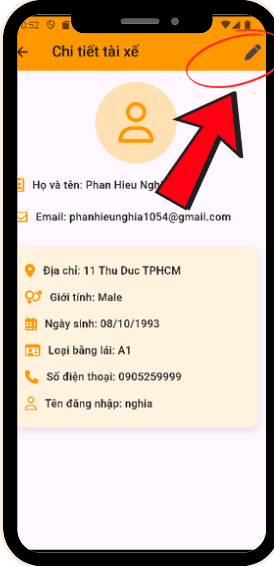 0:52
Chi tiết tài xế
Họ và tên: Phan Hieu Nghi
Email: phanhieunghia1054@gmail.com
Địa chỉ: 11 Thu Duc TPHCM
Giới tính: Male
Ngày sinh: 08/10/1993
Loại bằng lái: A1
Số điện thoại: 0905259999
Tên đăng nhập: nghia